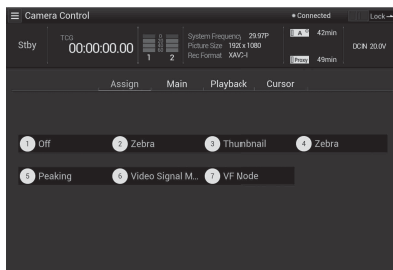 Camera Control
Connected
Lock
Stby
TCG
00:00:00.00
1 2
System Frequency 29.97P
Picture Size 1920 x 1080
Rec Format XAVC-I
A 42min
Proxy 49min
DCIN 20.0V
Assign Main Playback Cursor
1 Off
2 Zebra
3 Thumbnail
4 Zebra
5 Peaking
6 Video Signal M...
7 VF Mode